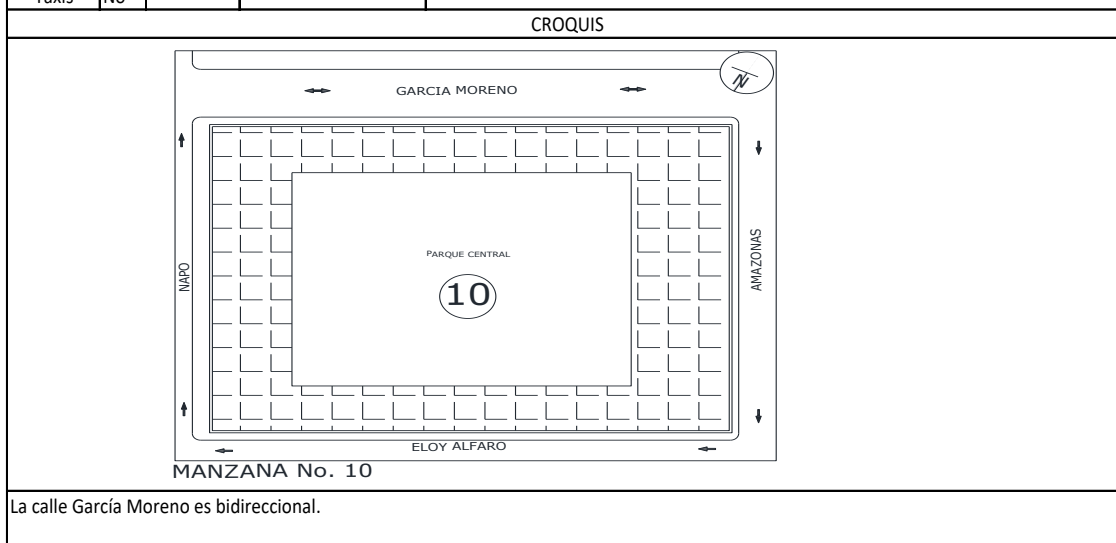 Taxis No
CROQUIS
GARCIA MORENO
N
NAPO
AMAZONAS
PARQUE CENTRAL
10
ELOY ALFARO
MANZANA No. 10
La calle García Moreno es bidireccional.